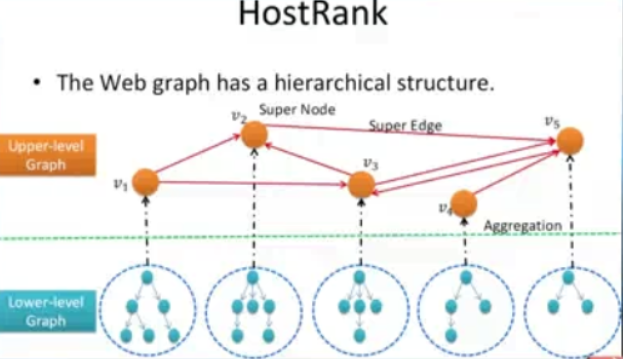 HostRank
• The Web graph has a hierarchical structure.
v₂ Super Node
Super Edge
v₅
Upper-level
Graph
v₁
v₃
v₄
Aggregation
Lower-level
Graph